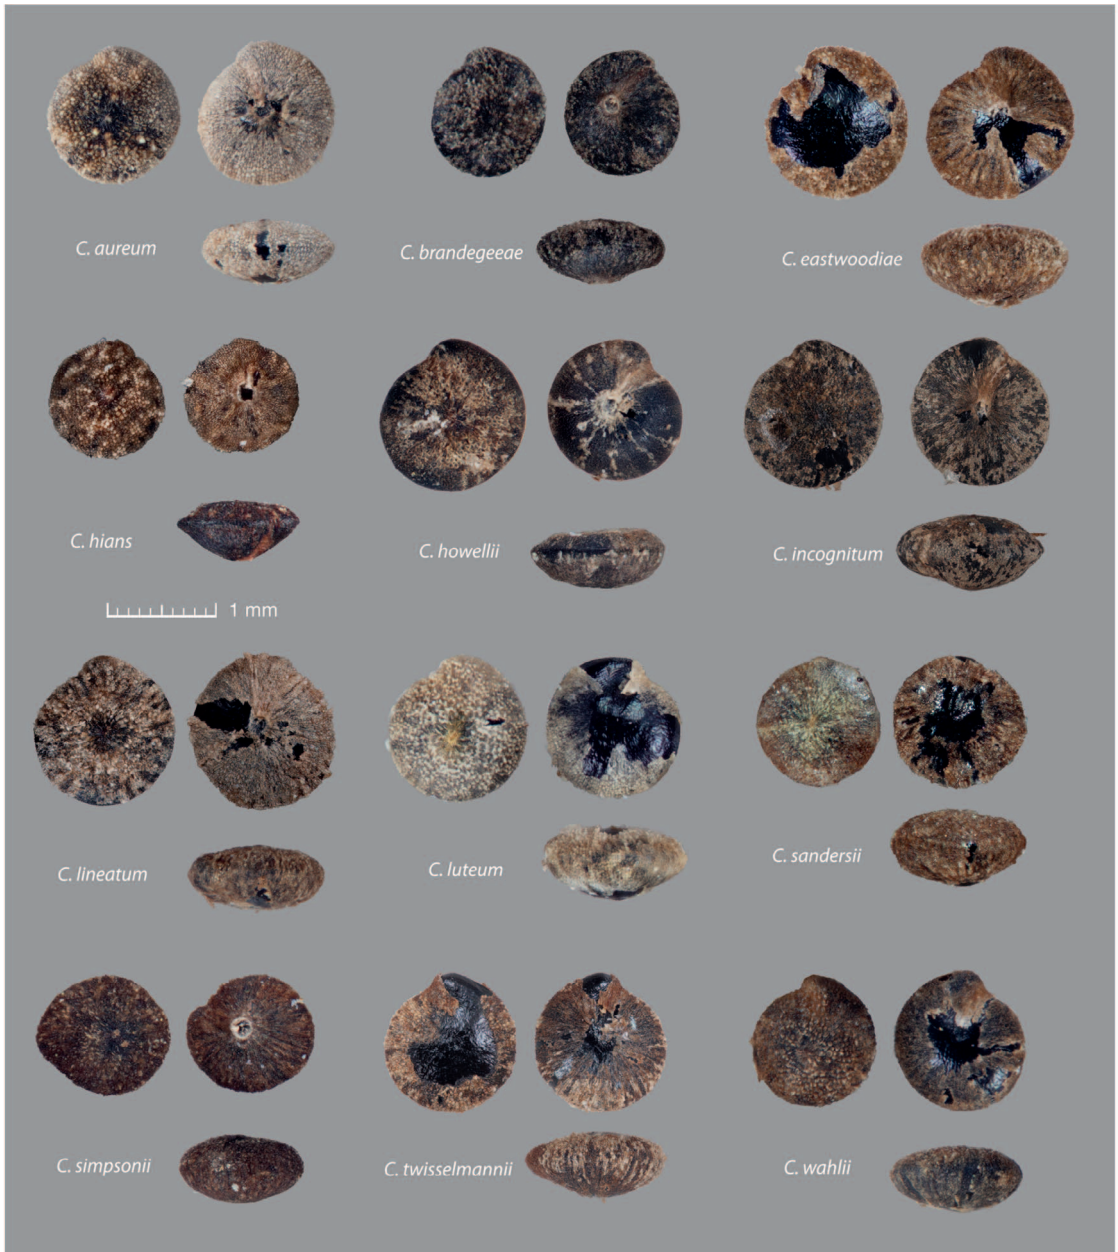 C. aureum
C. brandegeeae
C. eastwoodiae
C. hians
C. howellii
C. incognitum
1 mm
C. lineatum
C. luteum
C. sandersii
C. simpsonii
C. twisselmannii
C. wahlii